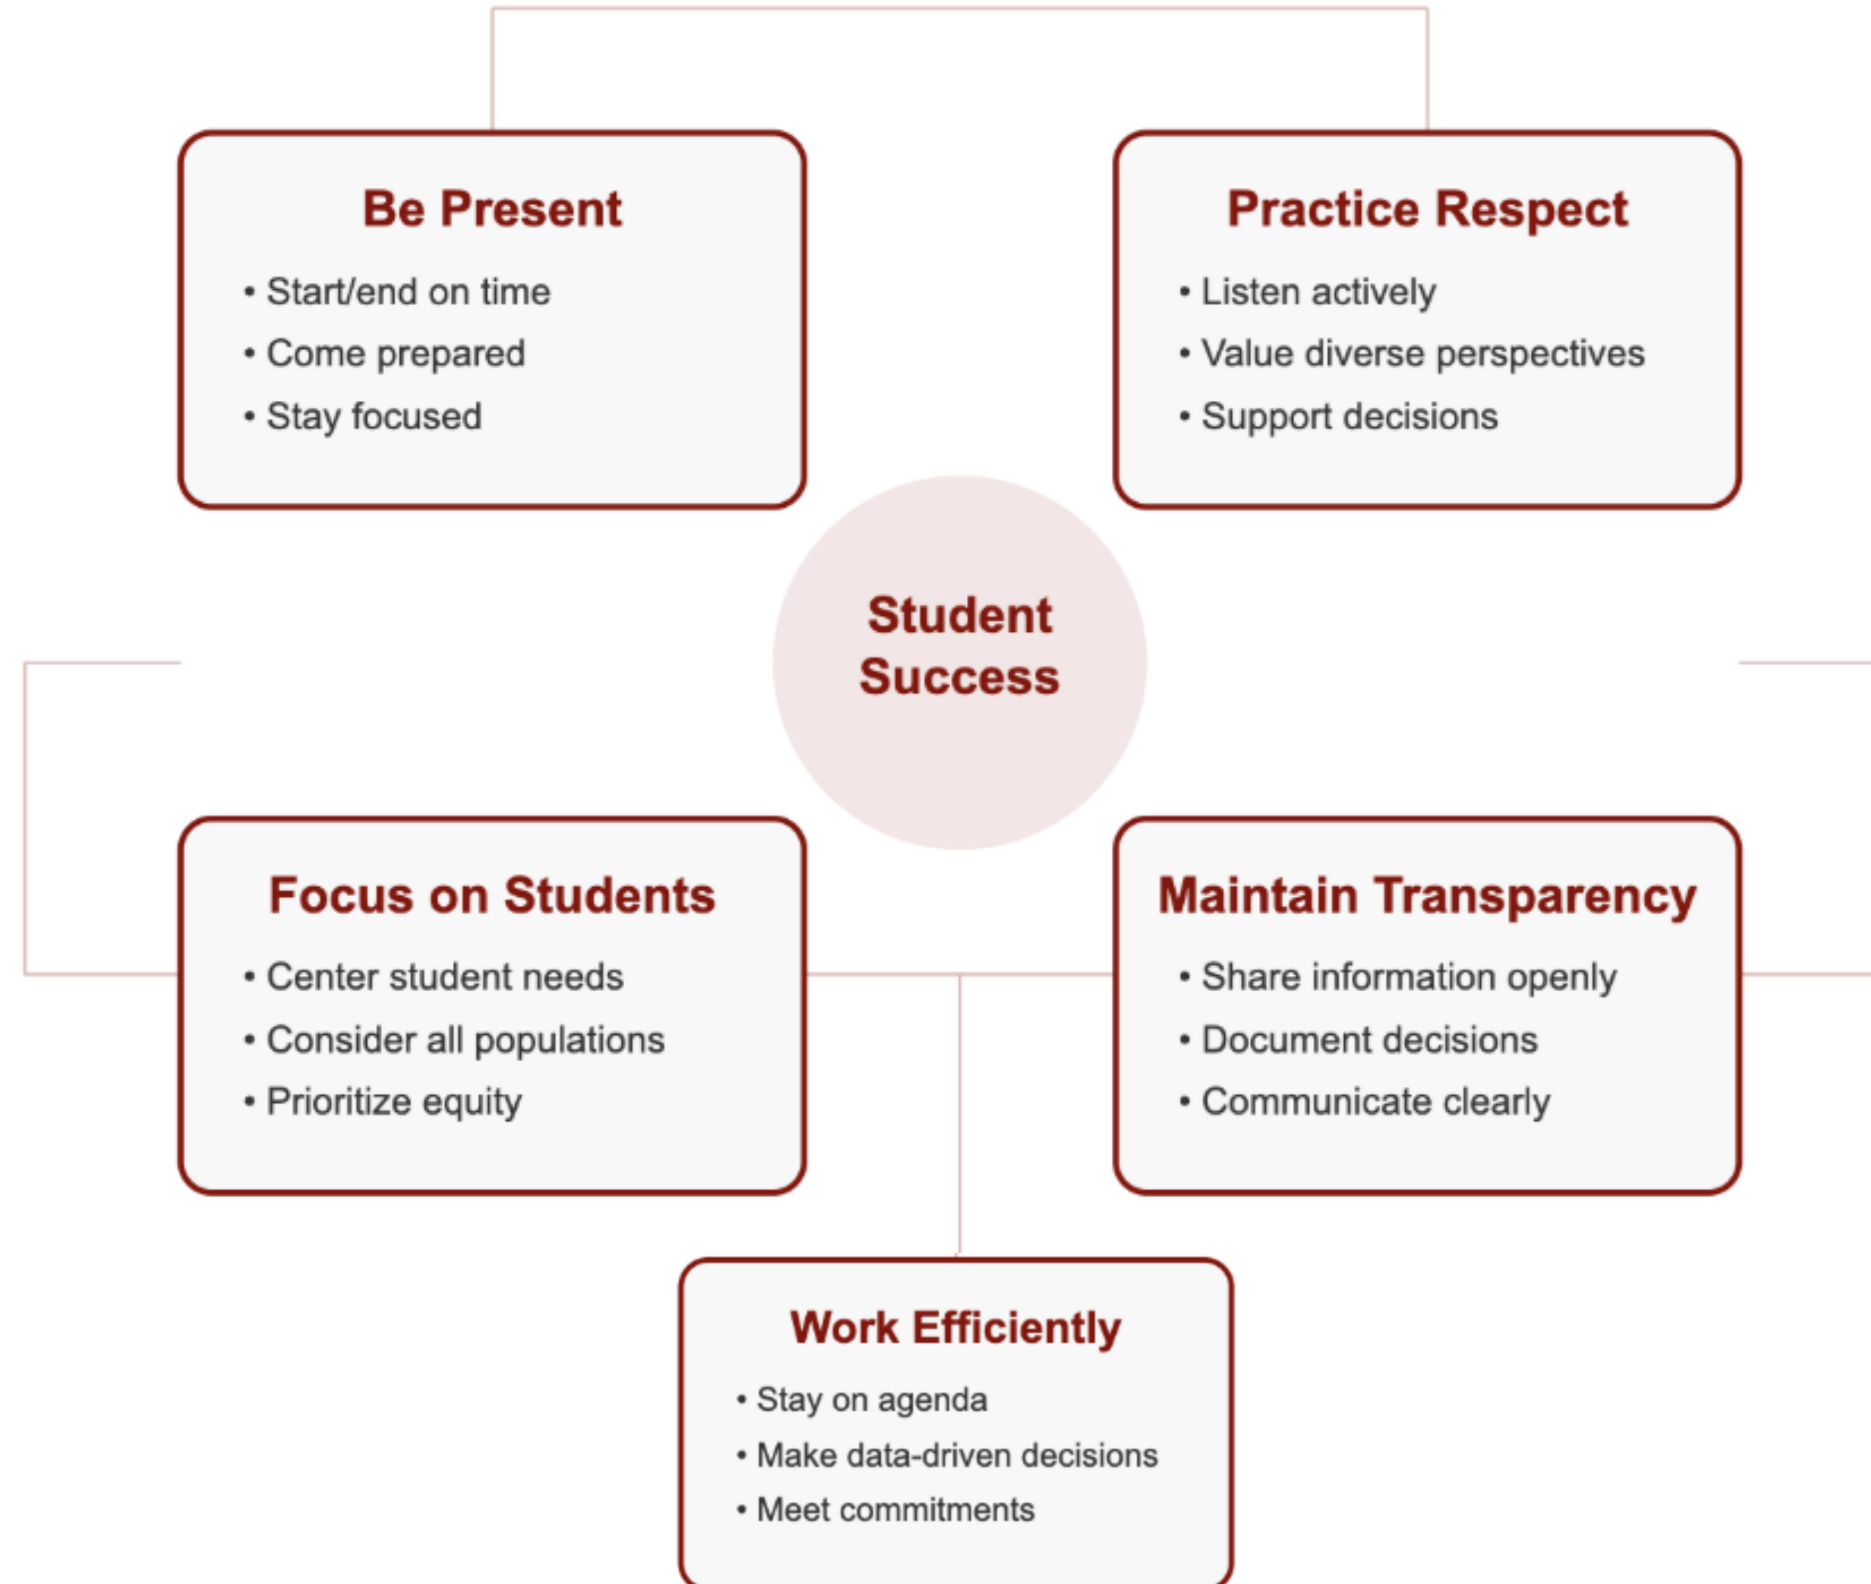 Be Present
• Start/end on time
• Come prepared
• Stay focused
Practice Respect
• Listen actively
• Value diverse perspectives
• Support decisions
Student
Success
Focus on Students
• Center student needs
• Consider all populations
• Prioritize equity
Maintain Transparency
• Share information openly
• Document decisions
• Communicate clearly
Work Efficiently
• Stay on agenda
• Make data-driven decisions
• Meet commitments